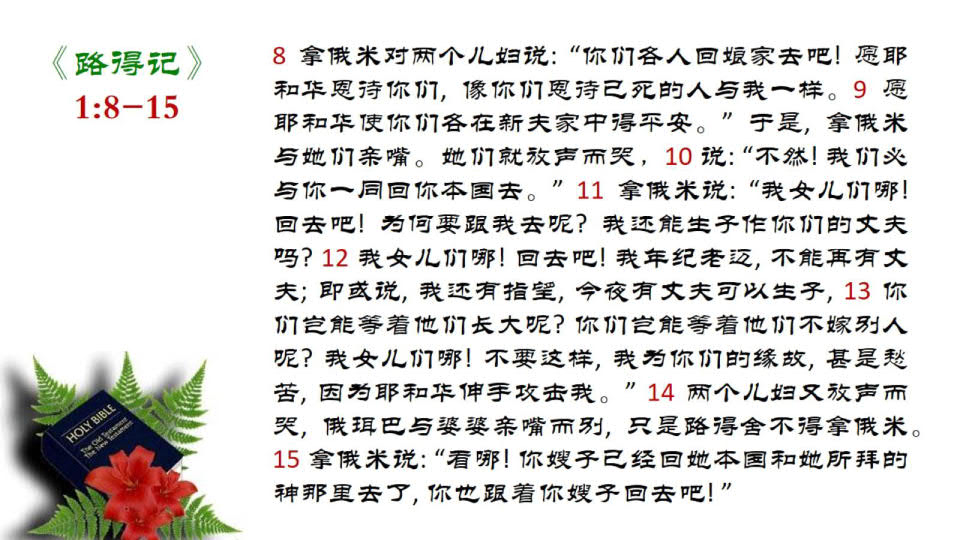 《路得记》
1:8-15
8 拿俄米对两个儿妇说:“你们各人回娘家去吧! 愿耶
和华恩待你们, 像你们恩待已死的人与我一样。9 愿
耶和华使你们各在新夫家中得平安。” 于是, 拿俄米
与她们亲嘴。她们就放声而哭，10 说:“不然! 我们必
与你一同回你本国去。” 11 拿俄米说:“我女儿们哪!
回去吧! 为何要跟我去呢? 我还能生子作你们的丈夫
吗? 12 我女儿们哪! 回去吧! 我年纪老迈, 不能再有丈
夫; 即或说, 我还有指望, 今夜有丈夫可以生子, 13 你
们岂能等着他们长大呢? 你们岂能等着他们不嫁别人
呢? 我女儿们哪! 不要这样, 我为你们的缘故, 甚是愁
苦, 因为耶和华伸手攻击我。” 14 两个儿妇又放声而
哭, 俄珥巴与婆婆亲嘴而别, 只是路得舍不得拿俄米。
15 拿俄米说:“看哪! 你嫂子已经回她本国和她所拜的
神那里去了, 你也跟着你嫂子回去吧!”
HOLY BIBLE
The Old Testament
the New Testament